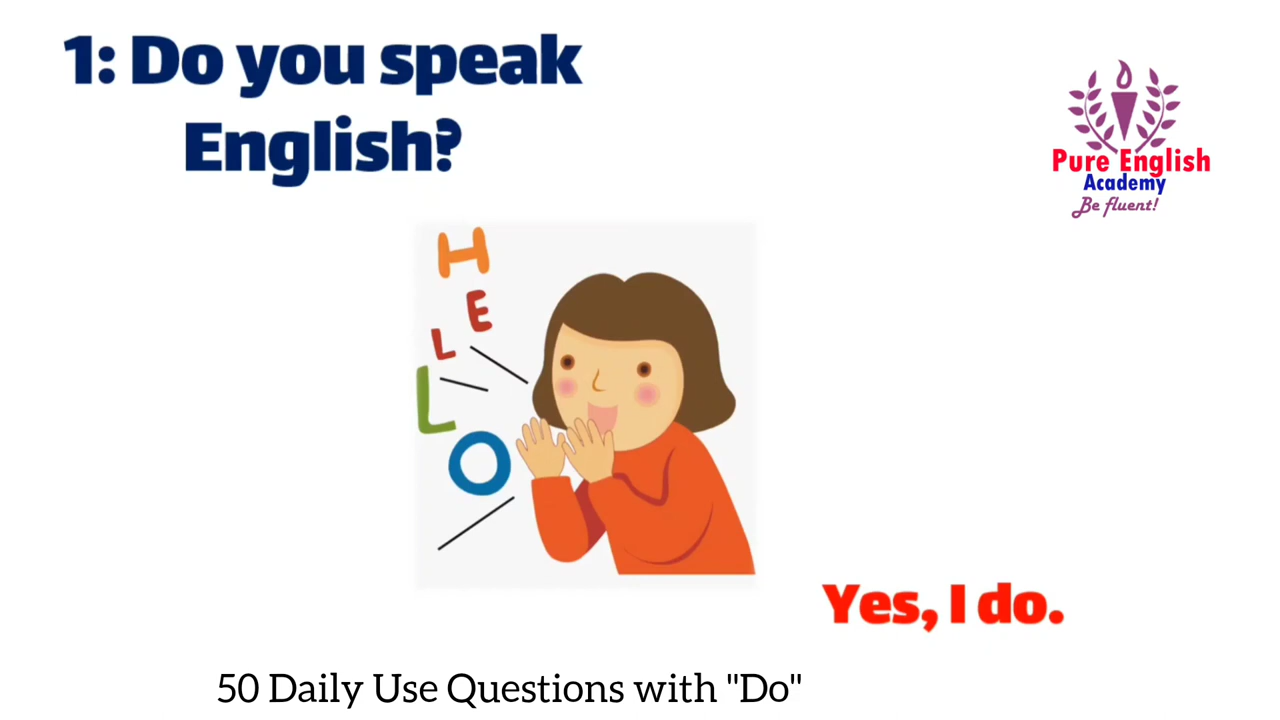 1: Do you speak
English?
Pure English
Academy
Be fluent!
H
E
L
L
O
Yes, I do.
50 Daily Use Questions with "Do"